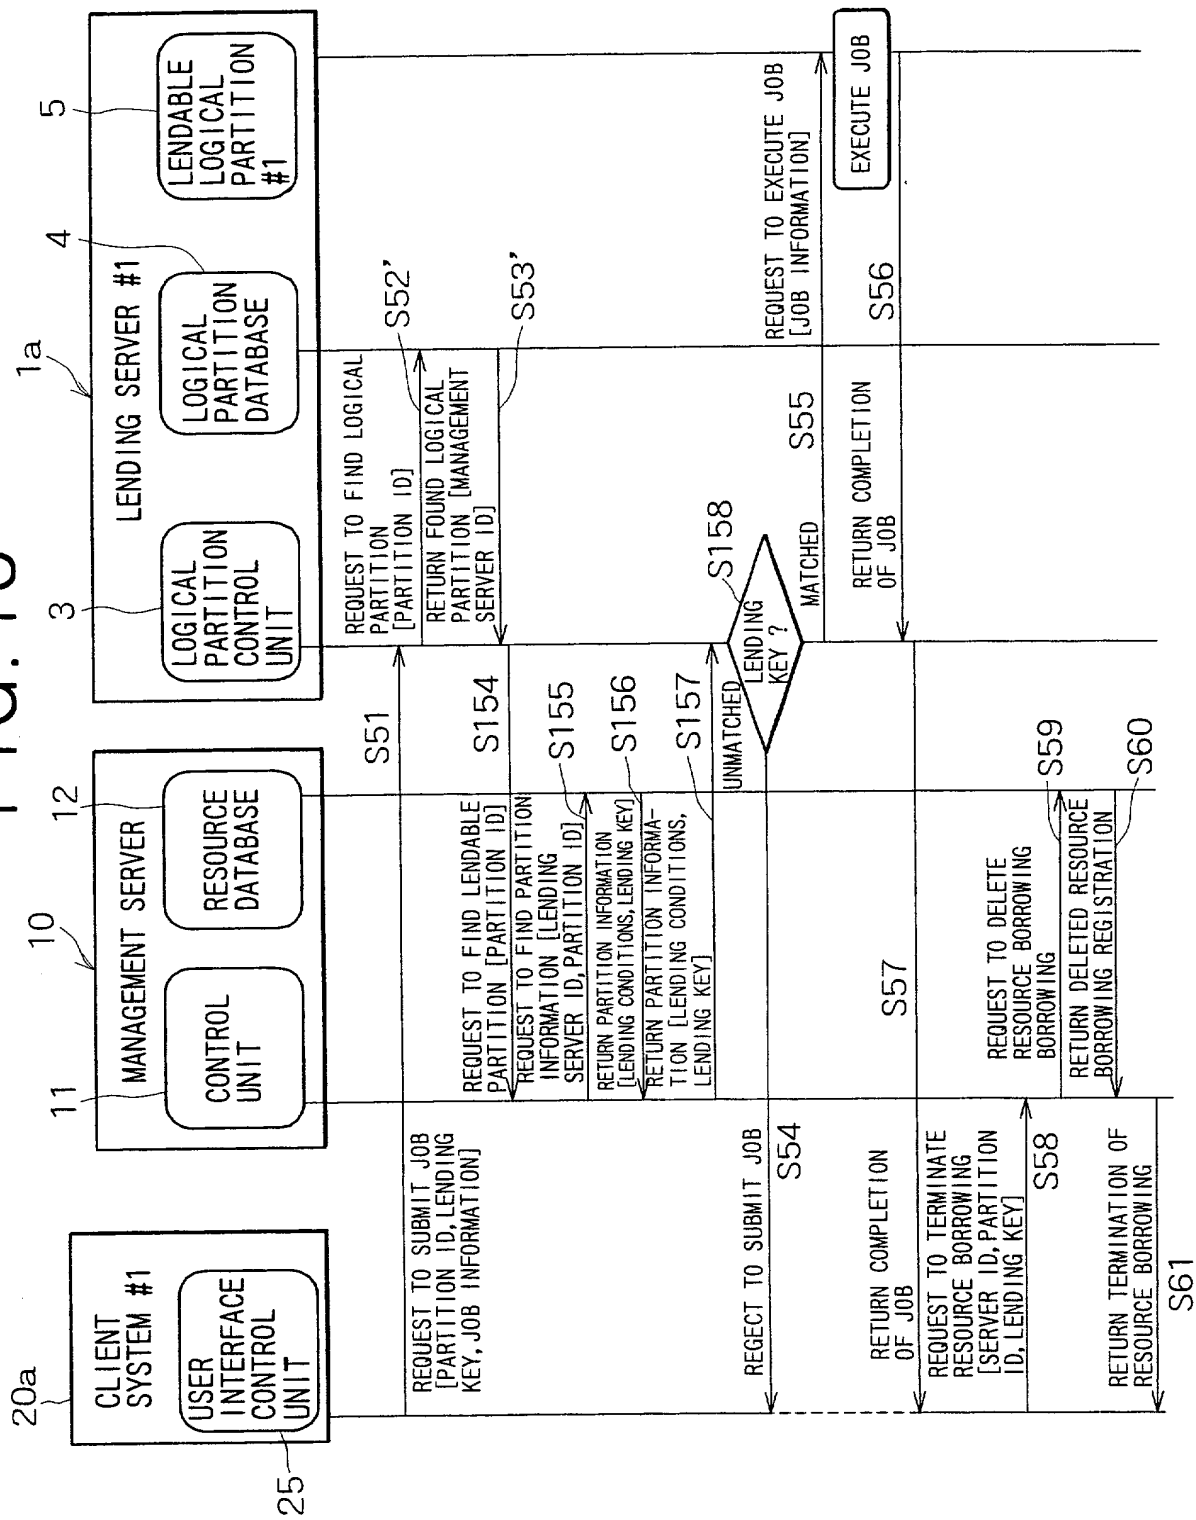 20a
CLIENT
SYSTEM #1
USER
INTERFACE
CONTROL
UNIT
25
10
MANAGEMENT SERVER
11
CONTROL
UNIT
12
RESOURCE
DATABASE
1a
LENDING SERVER #1
3
LOGICAL
PARTITION
CONTROL
UNIT
4
LOGICAL
PARTITION
DATABASE
5
LENDABLE
LOGICAL
PARTITION
#1
REQUEST TO SUBMIT JOB
[PARTITION ID,LENDING
KEY,JOB INFORMATION]
S51
REQUEST TO FIND LOGICAL
PARTITION
[PARTITION ID]
S52'
RETURN FOUND LOGICAL
PARTITION [MANAGEMENT
SERVER ID]
S53'
REQUEST TO FIND LENDABLE
PARTITION [PARTITION ID]
S154
REQUEST TO FIND PARTITION
INFORMATION [LENDING
SERVER ID,PARTITION ID]
S155
RETURN PARTITION INFORMATION
[LENDING CONDITIONS,LENDING KEY]
S156
RETURN PARTITION INFORMA-
TION [LENDING CONDITIONS,
LENDING KEY]
S157
UNMATCHED
LENDING
KEY ?
S158
MATCHED
REGECT TO SUBMIT JOB
S54
S55
REQUEST TO EXECUTE JOB
[JOB INFORMATION]
EXECUTE JOB
RETURN COMPLETION
OF JOB
S56
RETURN COMPLETION
OF JOB
S57
REQUEST TO TERMINATE
RESOURCE BORROWING
[SERVER ID,PARTITION
ID,LENDING KEY]
S58
REQUEST TO DELETE
RESOURCE BORROWING
BORROWING
S59
RETURN DELETED RESOURCE
BORROWING REGISTRATION
S60
RETURN TERMINATION OF
RESOURCE BORROWING
S61